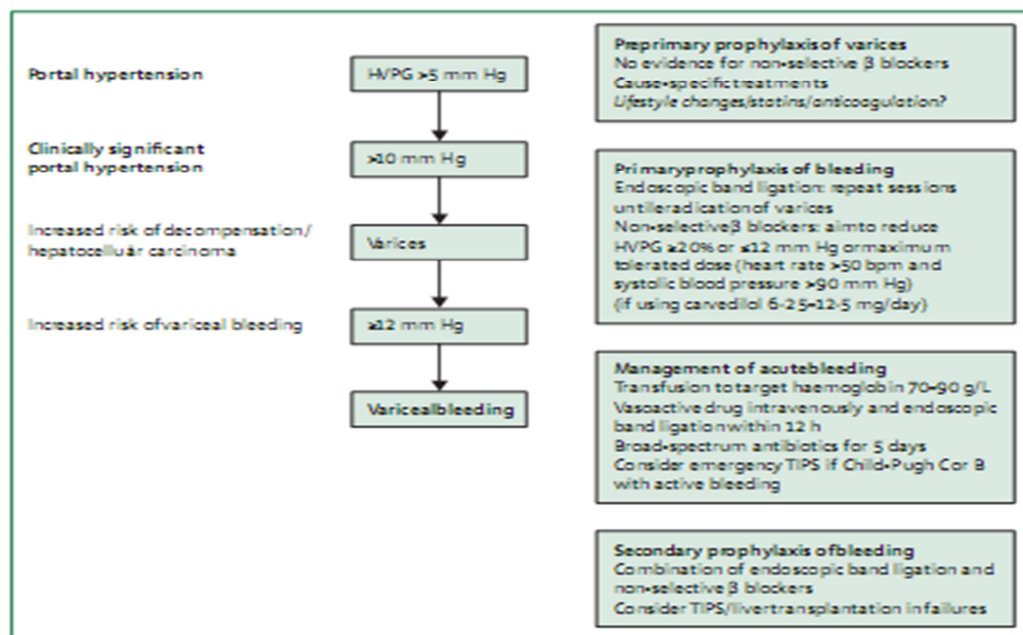 Portal hypertension
HVPG >5 mm Hg
Clinically significant
portal hypertension
>10 mm Hg
Increased risk of decompensation/
hepatocellular carcinoma
Varices
Increased risk of variceal bleeding
≥12 mm Hg
Variceal bleeding
Preprimary prophylaxis of varices
No evidence for non-selective β blockers
Cause-specific treatments
Lifestyle changes/statins/anticoagulation?
Primary prophylaxis of bleeding
Endoscopic band ligation: repeat sessions
until eradication of varices
Non-selective β blockers: aim to reduce
HVPG ≥20% or ≤12 mm Hg or maximum
tolerated dose (heart rate >50 bpm and
systolic blood pressure >90 mm Hg)
(if using carvedilol 6·25–12·5 mg/day)
Management of acute bleeding
Transfusion to target haemoglobin 70–90 g/L
Vasoactive drug intravenously and endoscopic
band ligation within 12 h
Broad-spectrum antibiotics for 5 days
Consider emergency TIPS if Child-Pugh C or B
with active bleeding
Secondary prophylaxis of bleeding
Combination of endoscopic band ligation and
non-selective β blockers
Consider TIPS/liver transplantation in failures